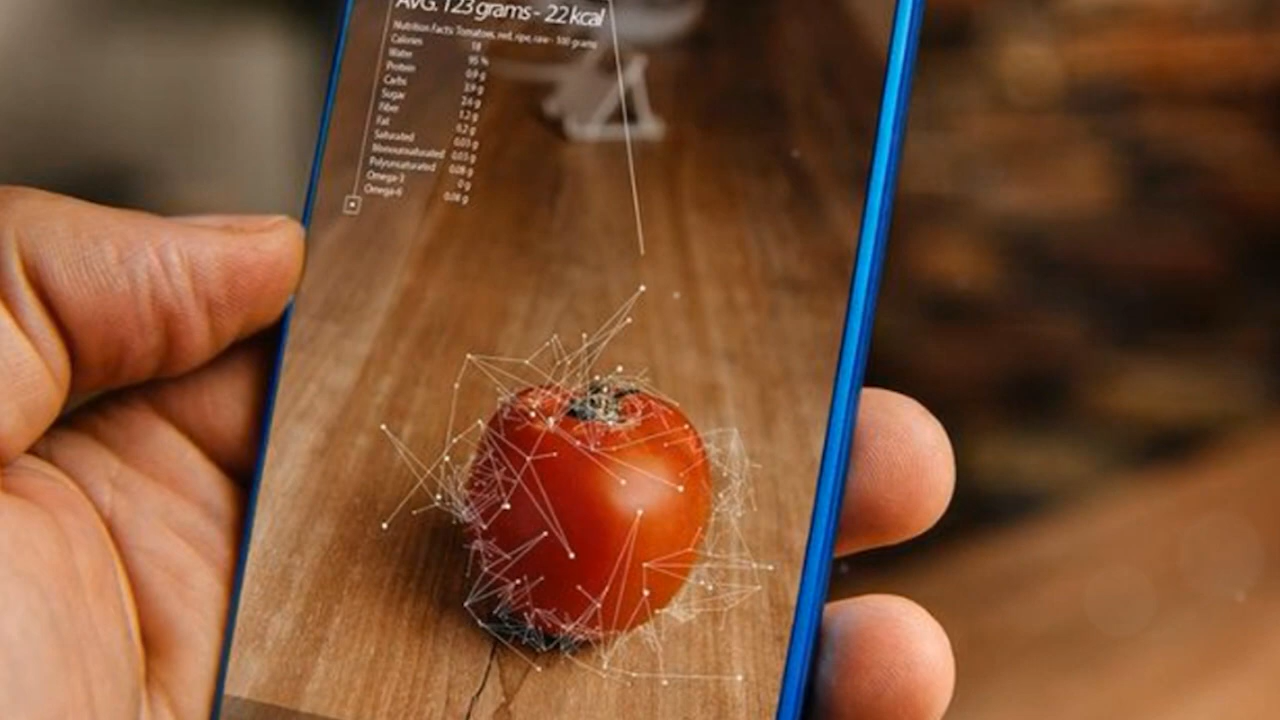 AVG. 123 grams - 22 kcal
Nutrition Facts: Tomatoes, red, ripe, raw - 100 grams
Calories 18
Water 95 %
Protein 0.9 g
Carbs 3.9 g
Sugar 2.6 g
Fiber 1.2 g
Fat 0.2 g
Saturated 0.03 g
Monounsaturated 0.03 g
Polyunsaturated 0.08 g
Omega-3 0 g
Omega-6 0.08 g